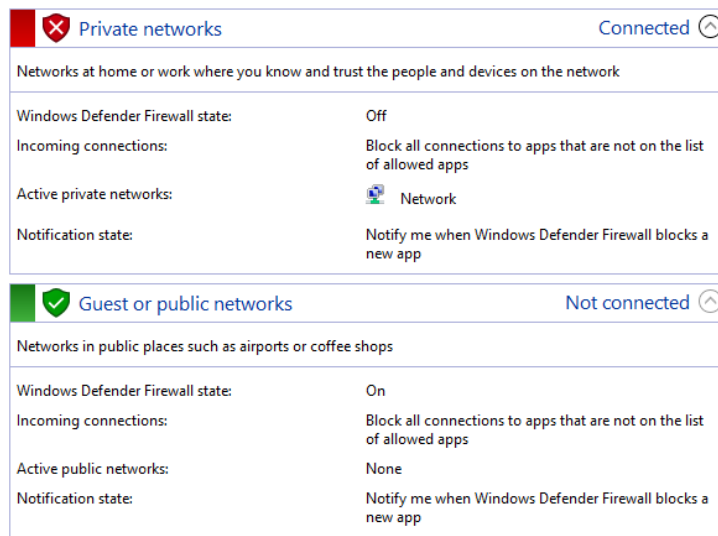 Private networks Connected
Networks at home or work where you know and trust the people and devices on the network
Windows Defender Firewall state: Off
Incoming connections: Block all connections to apps that are not on the list
of allowed apps
Active private networks: Network
Notification state: Notify me when Windows Defender Firewall blocks a
new app
Guest or public networks Not connected
Networks in public places such as airports or coffee shops
Windows Defender Firewall state: On
Incoming connections: Block all connections to apps that are not on the list
of allowed apps
Active public networks: None
Notification state: Notify me when Windows Defender Firewall blocks a
new app